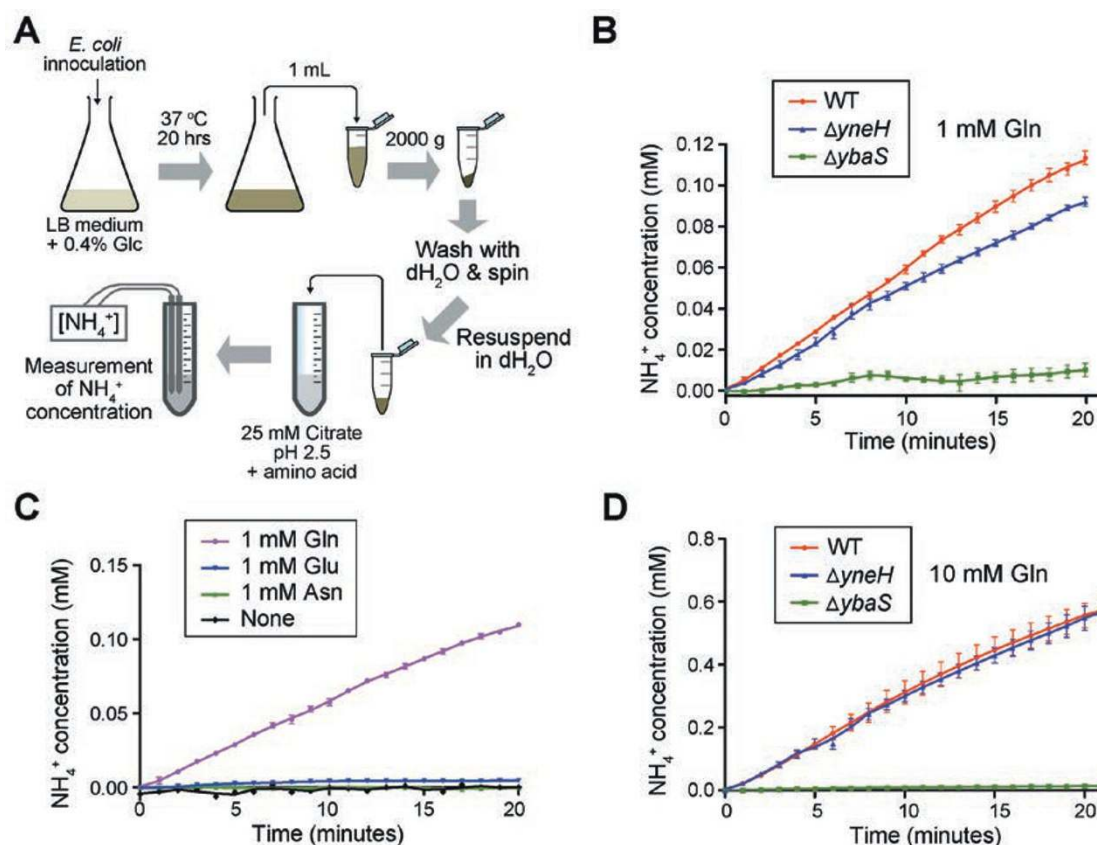 A
E. coli
innoculation
37 °C
20 hrs
1 mL
2000 g
LB medium
+ 0.4% Glc
Wash with
dH2O & spin
Resuspend
in dH2O
25 mM Citrate
pH 2.5
+ amino acid
[NH4+]
Measurement
of NH4+
concentration
B
WT
ΔyneH
ΔybaS
1 mM Gln
NH4+ concentration (mM)
0.12
0.10
0.08
0.06
0.04
0.02
0.00
0 5 10 15 20
Time (minutes)
C
1 mM Gln
1 mM Glu
1 mM Asn
None
NH4+ concentration (mM)
0.10
0.05
0.00
0 5 10 15 20
Time (minutes)
D
WT
ΔyneH
ΔybaS
10 mM Gln
NH4+ concentration (mM)
0.8
0.6
0.4
0.2
0.0
0 5 10 15 20
Time (minutes)